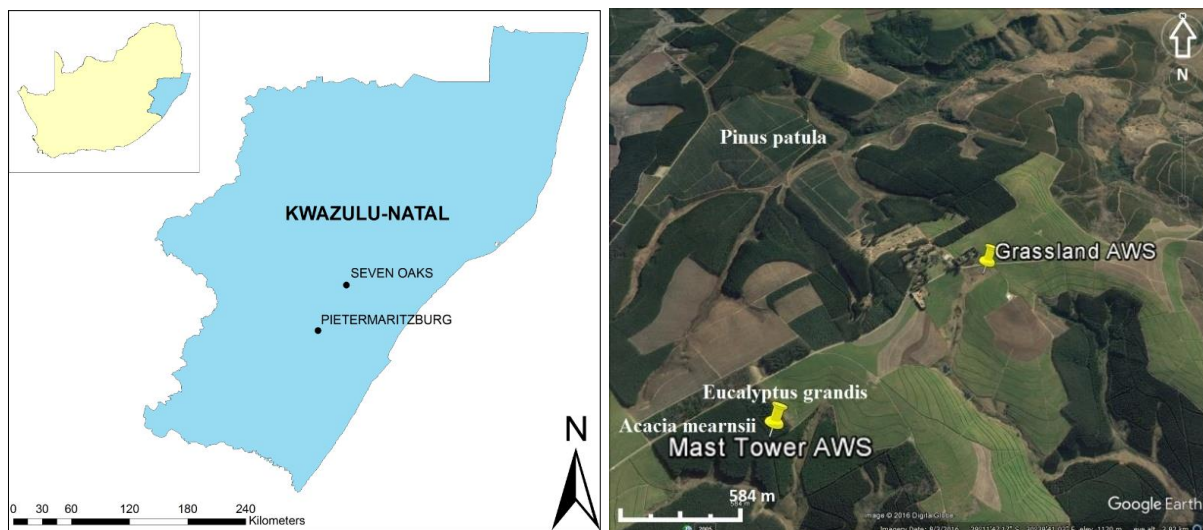 KWAZULU-NATAL
SEVEN OAKS
PIETERMARITZBURG
N
0 30 60 120 180 240
Kilometers
N
Pinus patula
Grassland AWS
Eucalyptus grandis
Acacia mearnsii
Mast Tower AWS
584 m
Google Earth
image © 2016 DigitalGlobe